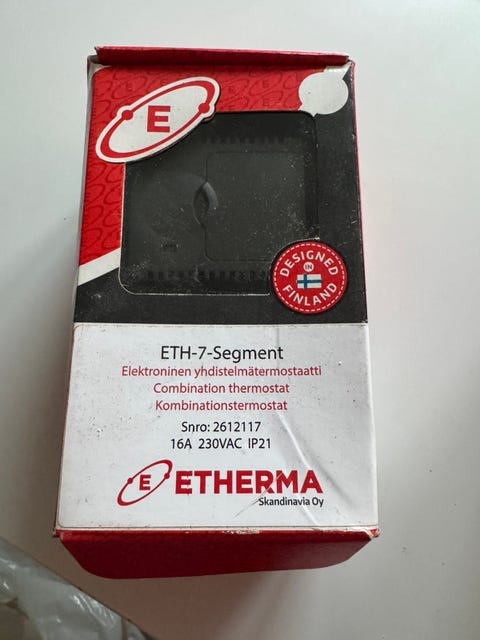 E
DESIGNED
IN
FINLAND
ETH-7-Segment
Elektroninen yhdistelmätermostaatti
Combination thermostat
Kombinationstermostat
Snro: 2612117
16A 230VAC IP21
E ETHERMA
Skandinavia Oy